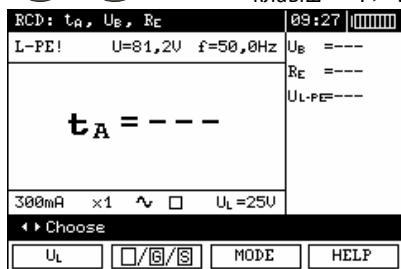 RCD: tA, UB, RE 09:27
L-PE! U=81,2V f=50,0Hz
UB =---
RE =---
UL-PE=---
tA = - - -
300mA ×1 ∿ □ UL=25V
Choose
UL □/G/S MODE HELP